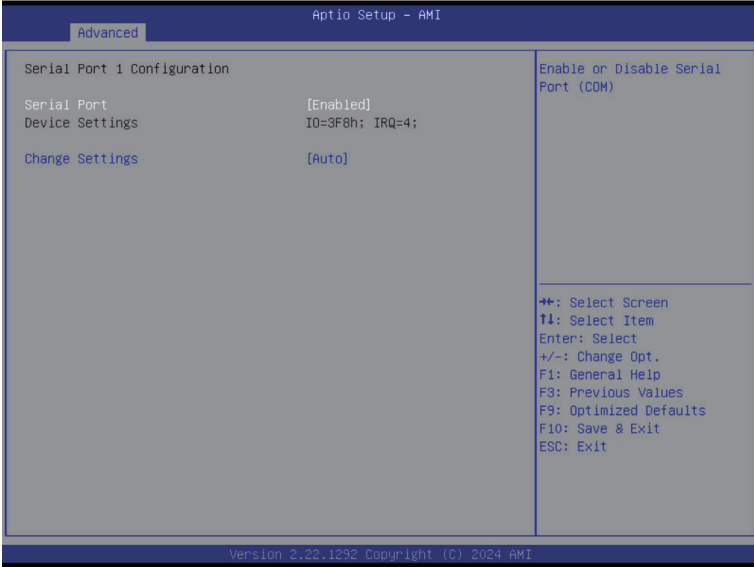 Aptio Setup – AMI
Advanced
Serial Port 1 Configuration
Serial Port [Enabled]
Device Settings IO=3F8h; IRQ=4;
Change Settings [Auto]
Enable or Disable Serial
Port (COM)
→←: Select Screen
↑↓: Select Item
Enter: Select
+/-: Change Opt.
F1: General Help
F3: Previous Values
F9: Optimized Defaults
F10: Save & Exit
ESC: Exit
Version 2.22.1292 Copyright (C) 2024 AMI